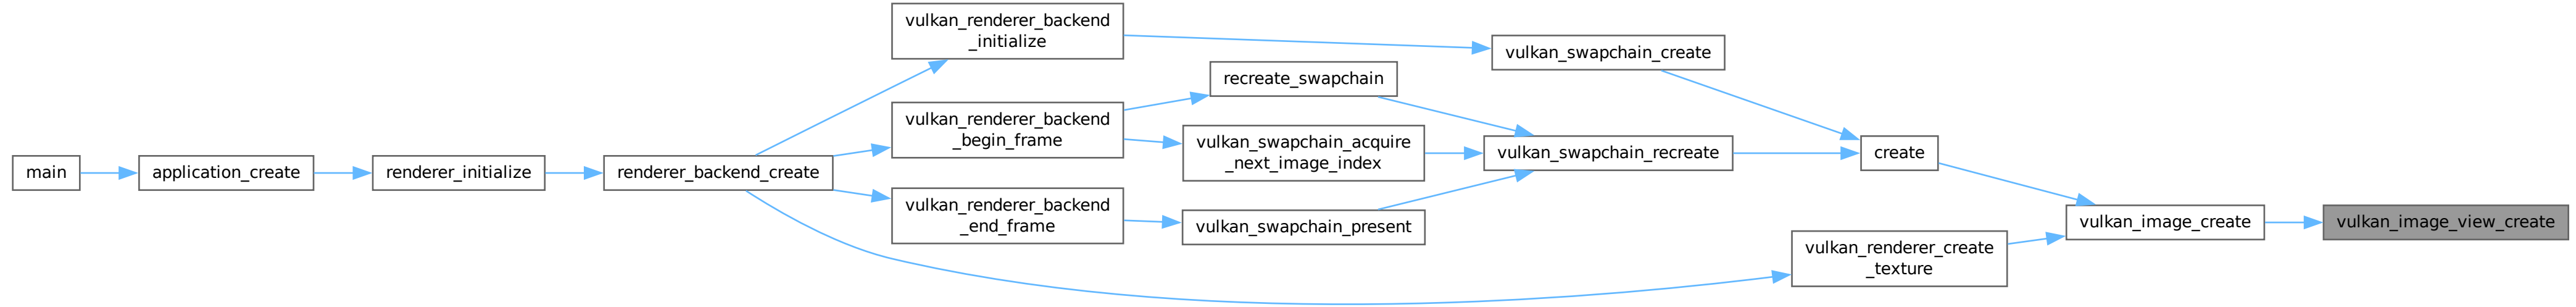 main
application_create
renderer_initialize
renderer_backend_create
vulkan_renderer_backend
_initialize
vulkan_renderer_backend
_begin_frame
vulkan_renderer_backend
_end_frame
recreate_swapchain
vulkan_swapchain_acquire
_next_image_index
vulkan_swapchain_present
vulkan_swapchain_create
vulkan_swapchain_recreate
vulkan_renderer_create
_texture
create
vulkan_image_create
vulkan_image_view_create